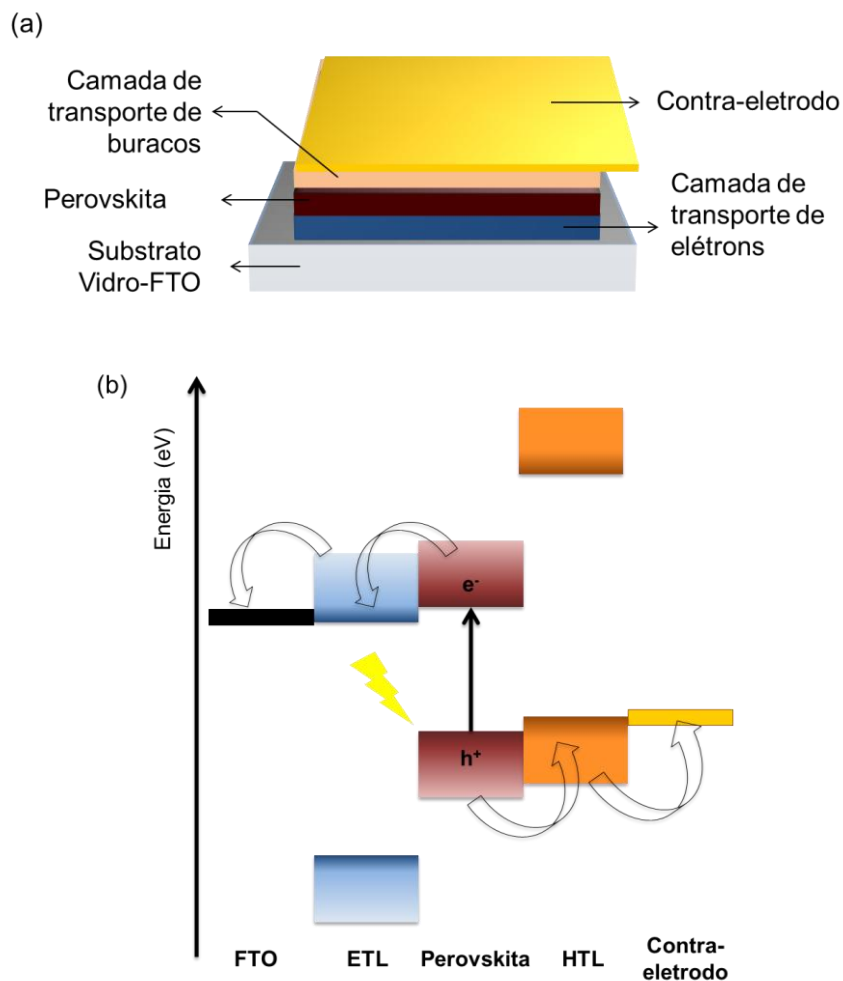 (a)
Camada de
transporte de
buracos
Contra-eletrodo
Perovskita
Camada de
transporte de
elétrons
Substrato
Vidro-FTO
(b)
Energia (eV)
e-
h+
FTO
ETL
Perovskita
HTL
Contra-
eletrodo